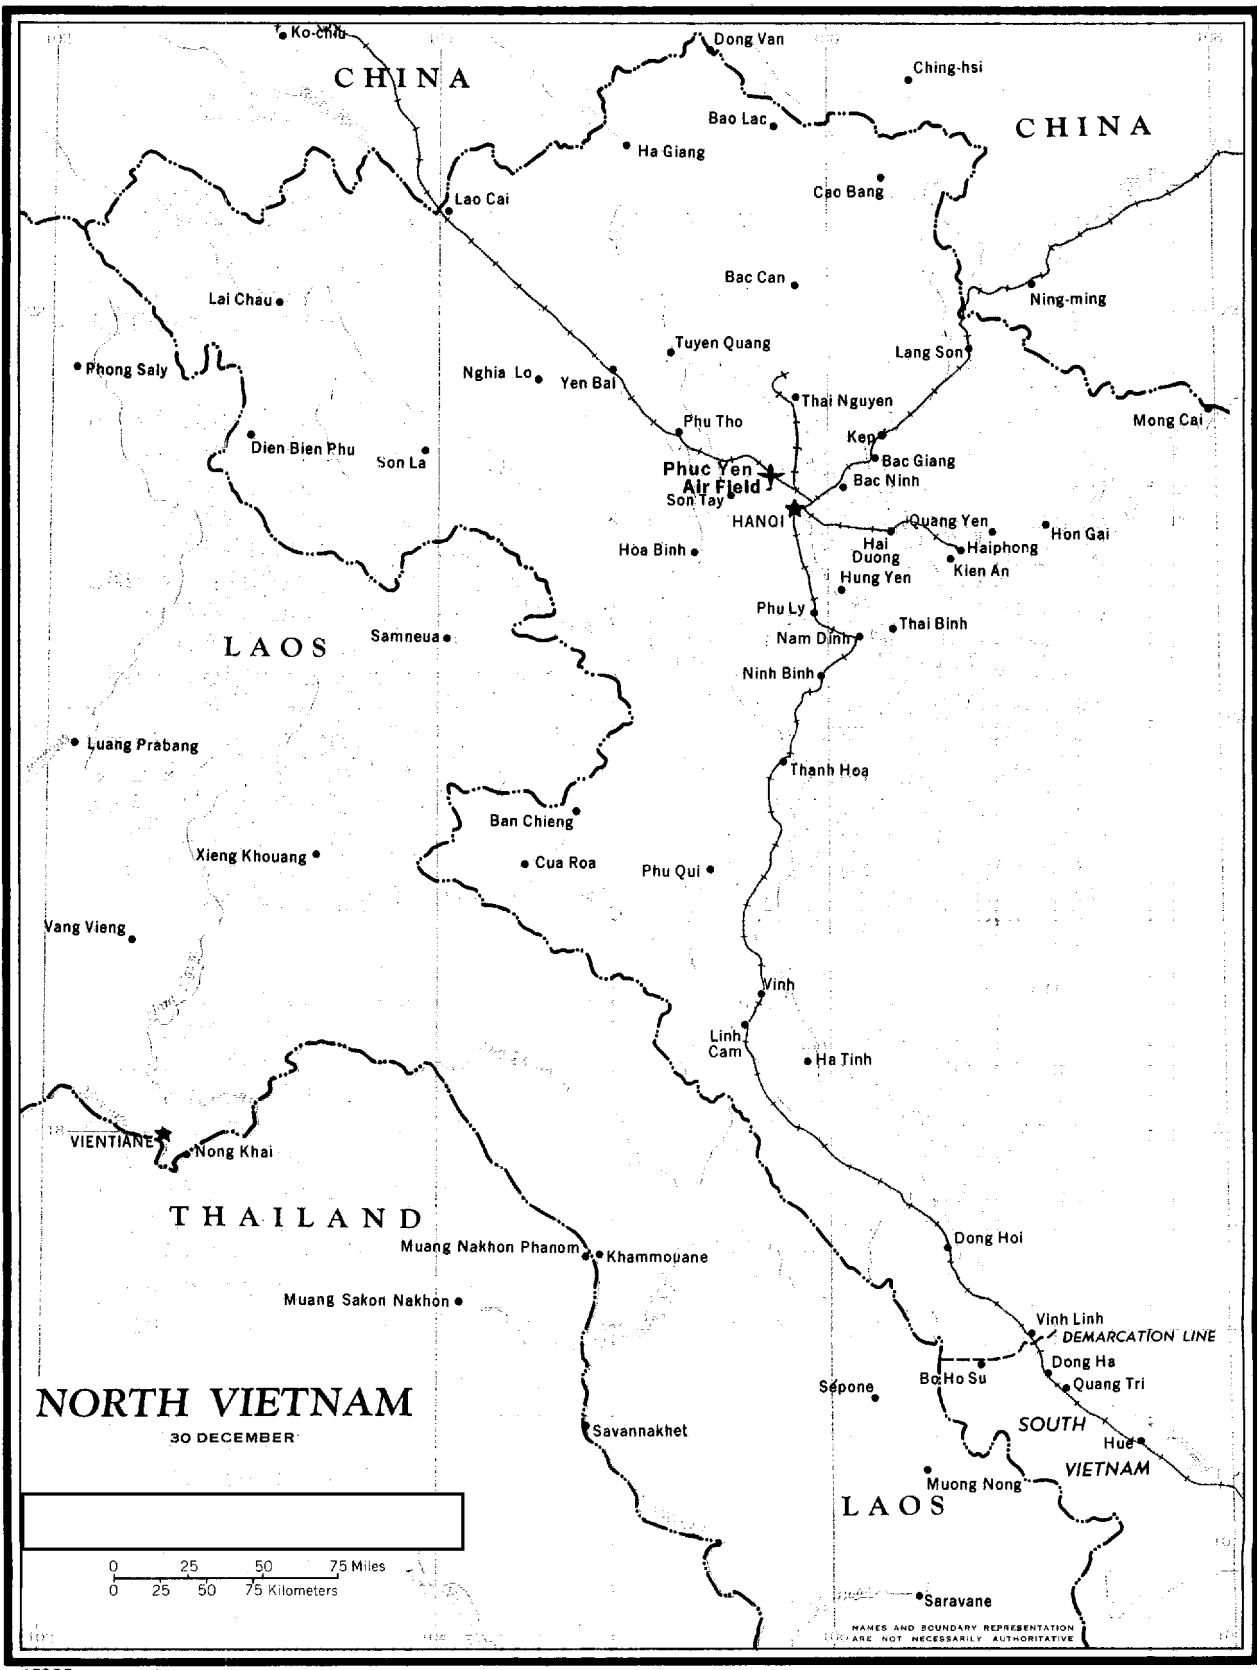 Ko-chiu
CHINA
Dong Van
Ching-hsi
Bao Lac
CHINA
Ha Giang
Cao Bang
Lao Cai
Bac Can
Lai Chau
Ning-ming
Tuyen Quang
Lang Son
Phong Saly
Nghia Lo
Yen Bai
Thai Nguyen
Mong Cai
Phu Tho
Kep
Dien Bien Phu
Son La
Bac Giang
Phuc Yen
Air Field
Bac Ninh
Son Tay
HANOI
Quang Yen
Hon Gai
Hai
Duong
Haiphong
Hoa Binh
Kien An
Hung Yen
Phu Ly
Thai Binh
Nam Dinh
LAOS
Samneua
Ninh Binh
Luang Prabang
Thanh Hoa
Ban Chieng
Xieng Khouang
Cua Roa
Phu Qui
Vang Vieng
Vinh
Linh
Cam
Ha Tinh
18
VIENTIANE
Nong Khai
THAILAND
Muang Nakhon Phanom
Khammouane
Dong Hoi
Muang Sakon Nakhon
Vinh Linh
DEMARCATION LINE
Dong Ha
Bo Ho Su
Quang Tri
Sepone
NORTH VIETNAM
30 DECEMBER
SOUTH
VIETNAM
Hue
Savannakhet
Muong Nong
LAOS
0 25 50 75 Miles
0 25 50 75 Kilometers
Saravane
NAMES AND BOUNDARY REPRESENTATION
ARE NOT NECESSARILY AUTHORITATIVE